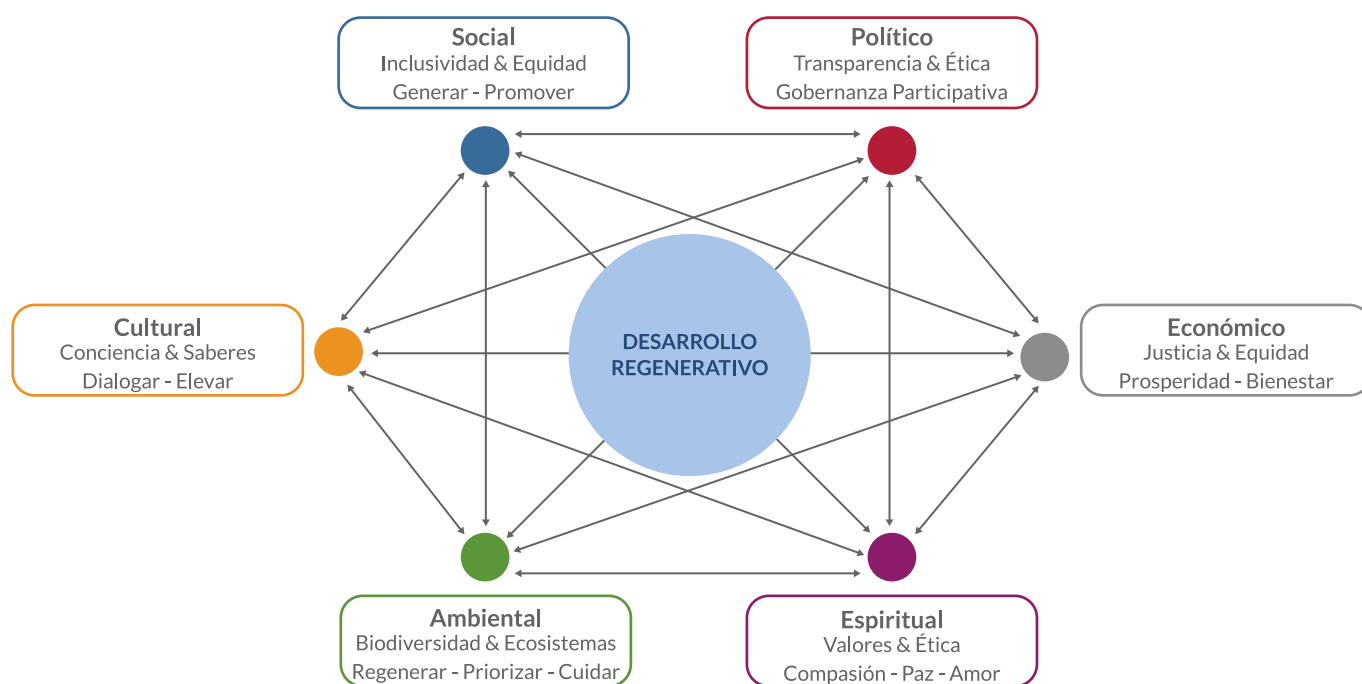 Social
Inclusividad & Equidad
Generar - Promover
Político
Transparencia & Ética
Gobernanza Participativa
Cultural
Conciencia & Saberes
Dialogar - Elevar
DESARROLLO
REGENERATIVO
Económico
Justicia & Equidad
Prosperidad - Bienestar
Ambiental
Biodiversidad & Ecosistemas
Regenerar - Priorizar - Cuidar
Espiritual
Valores & Ética
Compasión - Paz - Amor